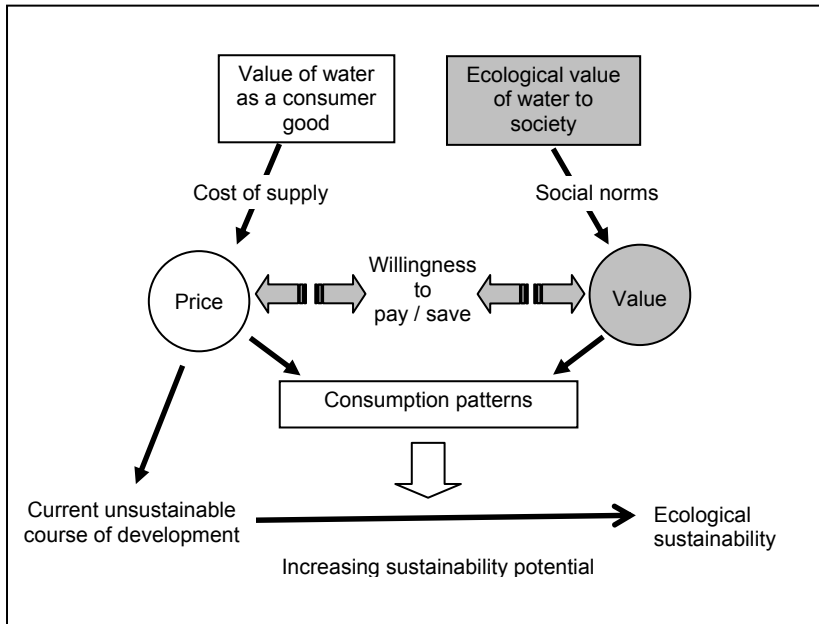 Value of water
as a consumer
good
Ecological value
of water to
society
Cost of supply
Social norms
Price
Willingness
to
pay / save
Value
Consumption patterns
Current unsustainable
course of development
Ecological
sustainability
Increasing sustainability potential